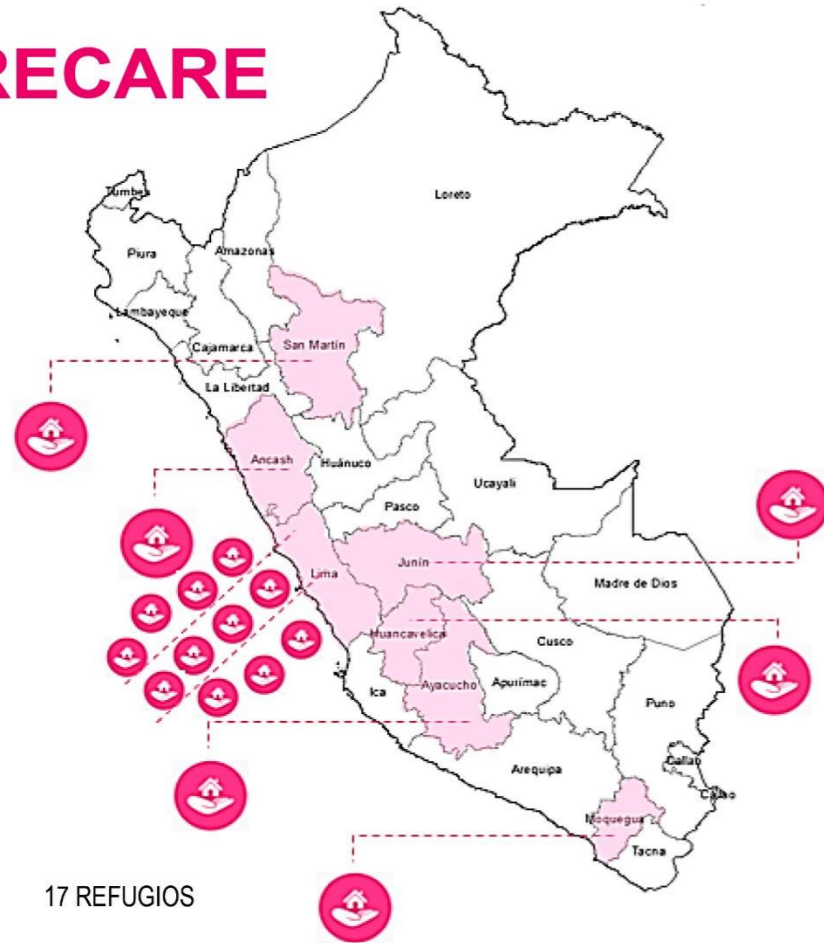 RECARE
Loreto
Tumbes
Piura
Amazonas
Lambayeque
Cajamarca
San Martín
La Libertad
Ancash
Huánuco
Ucayali
Pasco
Lima
Junín
Madre de Dios
Huancavelica
Cusco
Ica
Ayacucho
Apurímac
Puno
Arequipa
Moquegua
Tacna
17 REFUGIOS